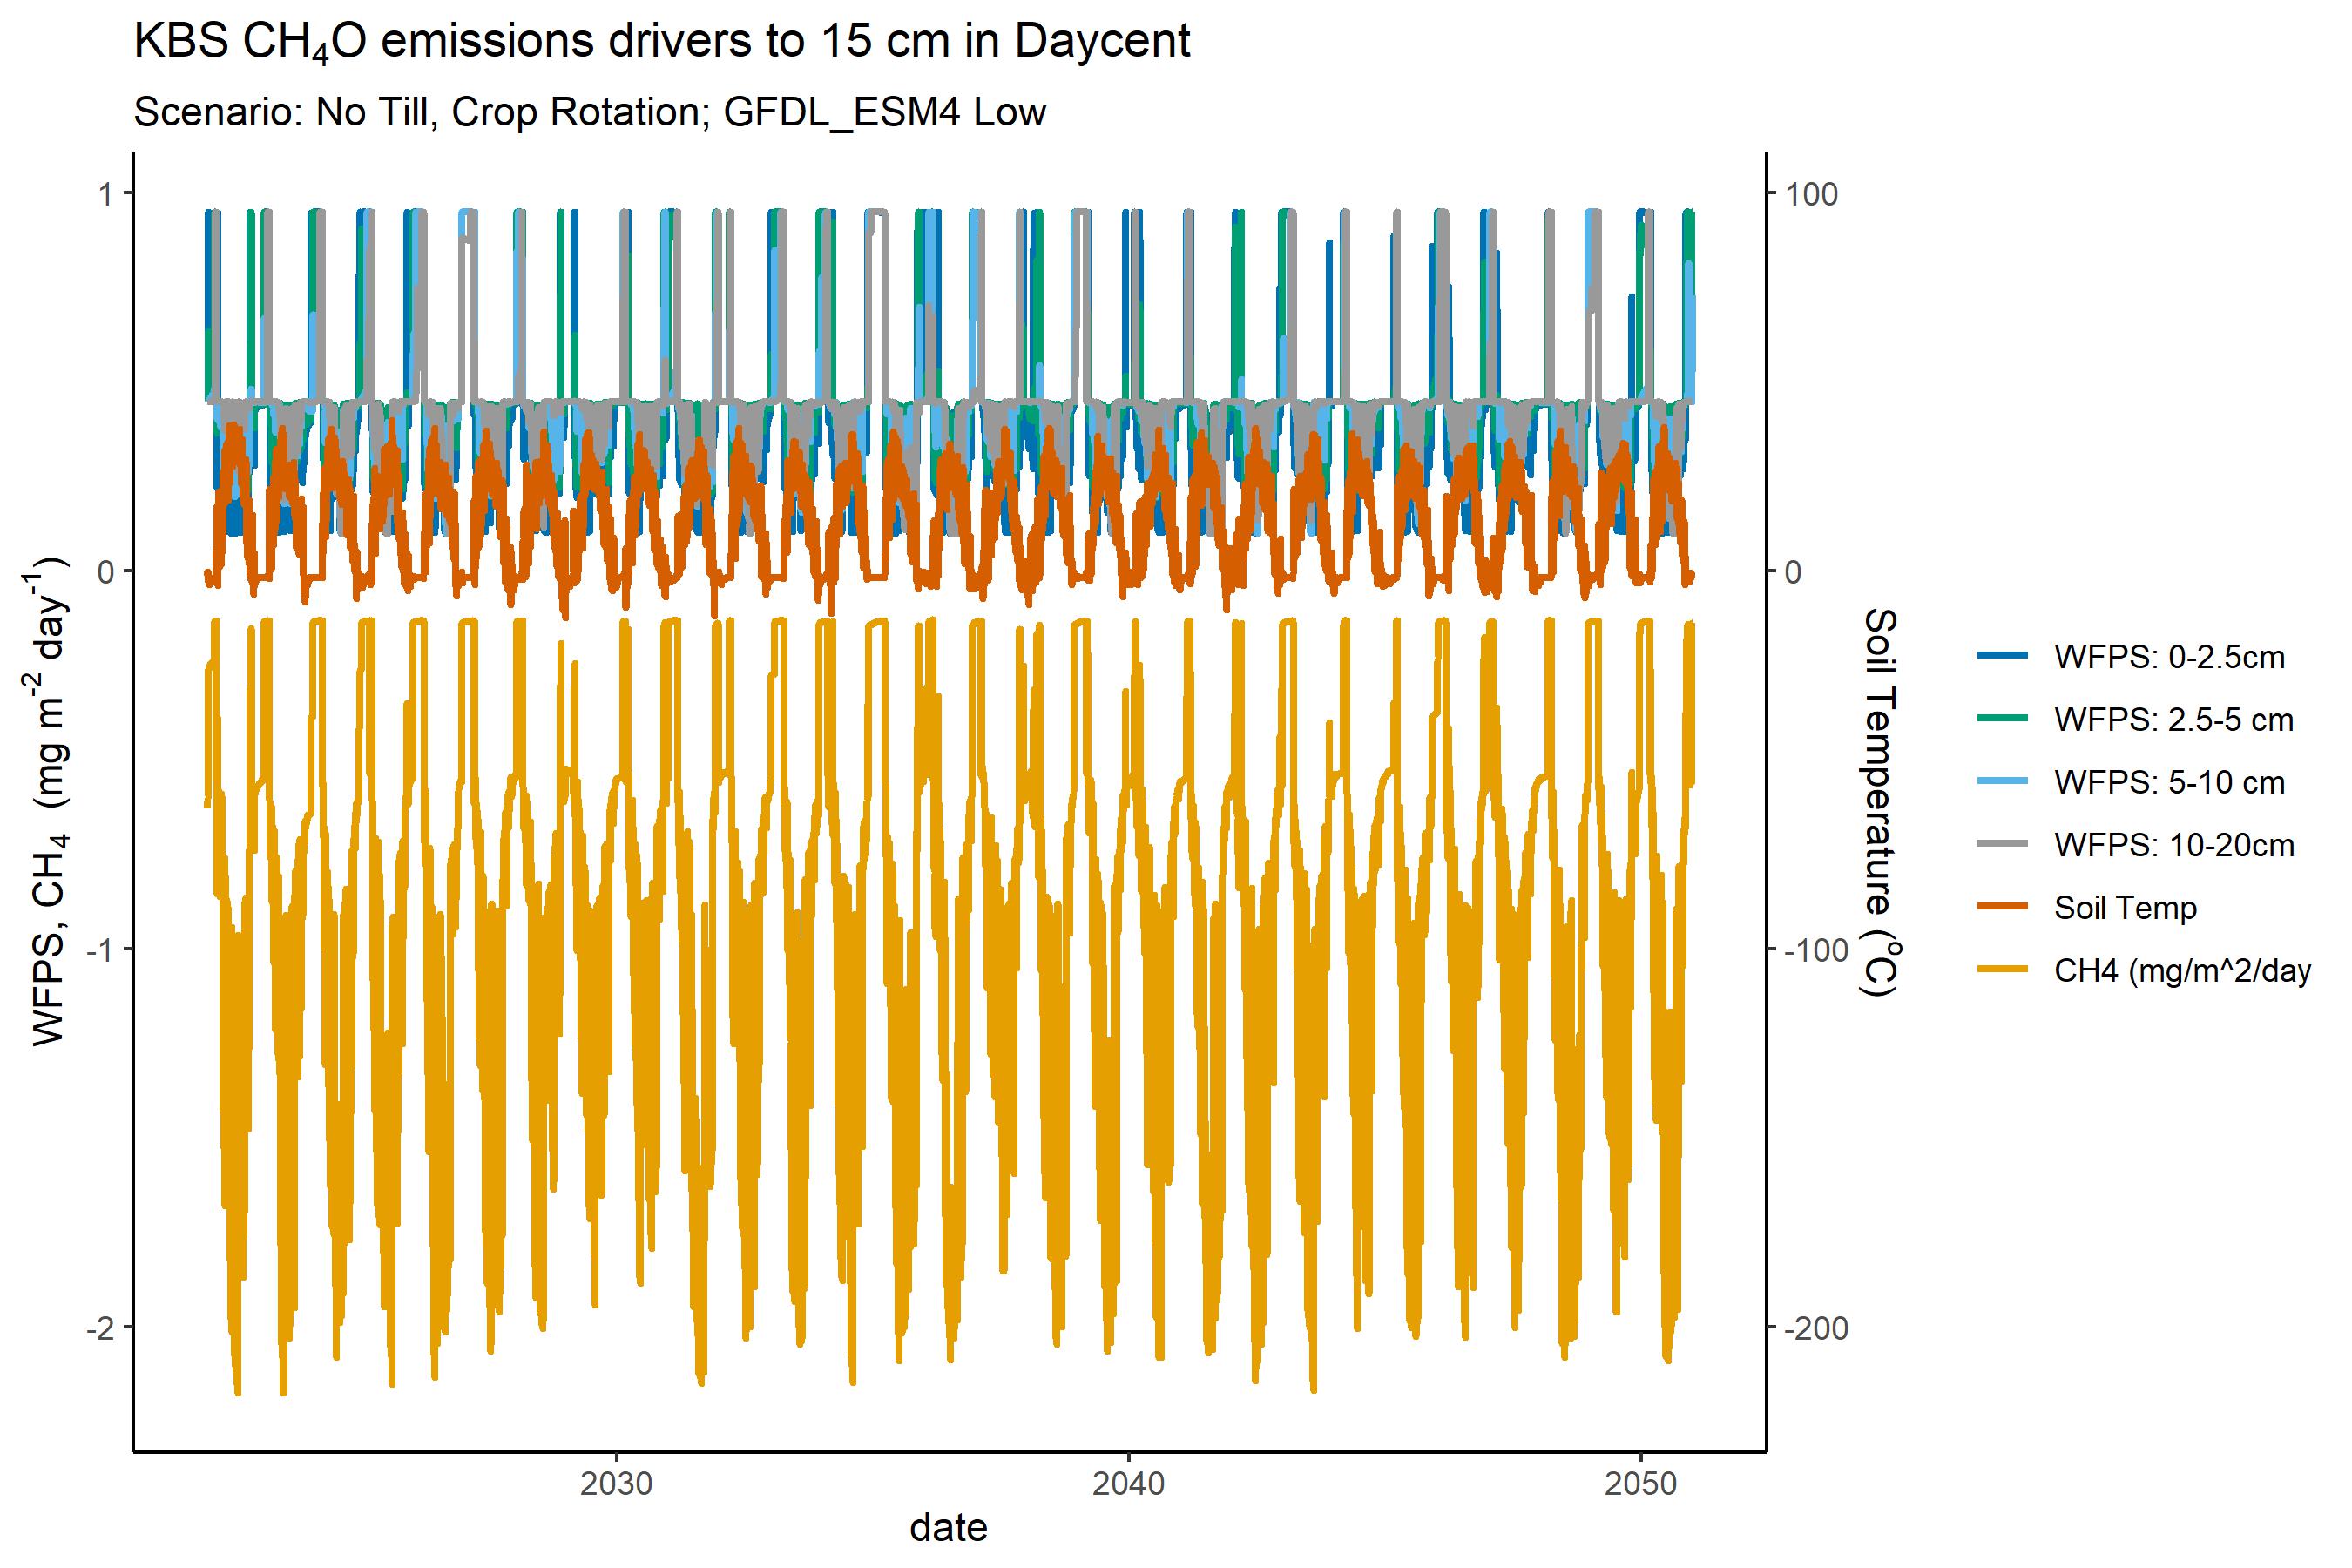 KBS CH₄O emissions drivers to 15 cm in Daycent
Scenario: No Till, Crop Rotation; GFDL_ESM4 Low
WFPS, CH₄ (mg m⁻² day⁻¹)
1
0
-1
-2
100
0
-100
-200
Soil Temperature (ºC)
2030
2040
2050
date
WFPS: 0-2.5cm
WFPS: 2.5-5 cm
WFPS: 5-10 cm
WFPS: 10-20cm
Soil Temp
CH4 (mg/m^2/day